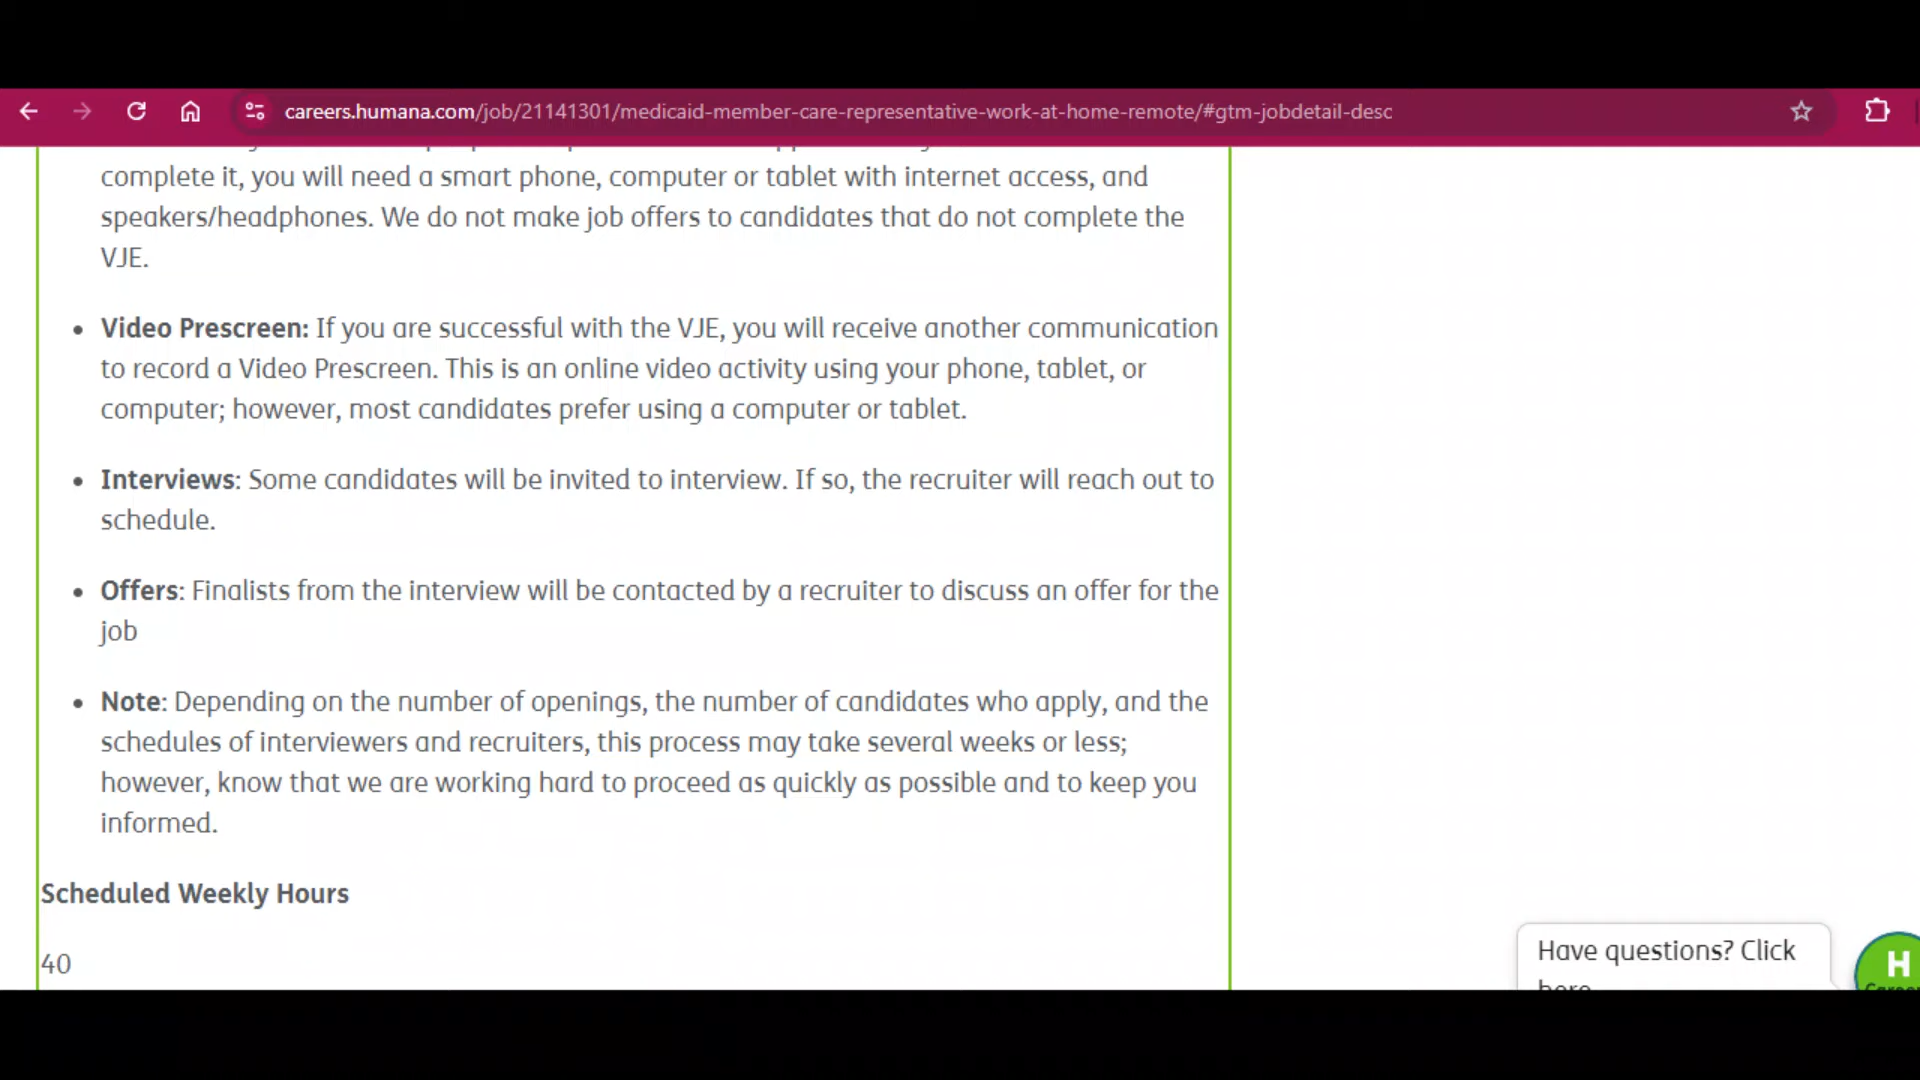 careers.humana.com/job/21141301/medicaid-member-care-representative-work-at-home-remote/#gtm-jobdetail-desc
complete it, you will need a smart phone, computer or tablet with internet access, and
speakers/headphones. We do not make job offers to candidates that do not complete the
VJE.
• Video Prescreen: If you are successful with the VJE, you will receive another communication
to record a Video Prescreen. This is an online video activity using your phone, tablet, or
computer; however, most candidates prefer using a computer or tablet.
• Interviews: Some candidates will be invited to interview. If so, the recruiter will reach out to
schedule.
• Offers: Finalists from the interview will be contacted by a recruiter to discuss an offer for the
job
• Note: Depending on the number of openings, the number of candidates who apply, and the
schedules of interviewers and recruiters, this process may take several weeks or less;
however, know that we are working hard to proceed as quickly as possible and to keep you
informed.
Scheduled Weekly Hours
40
Have questions? Click
here
H